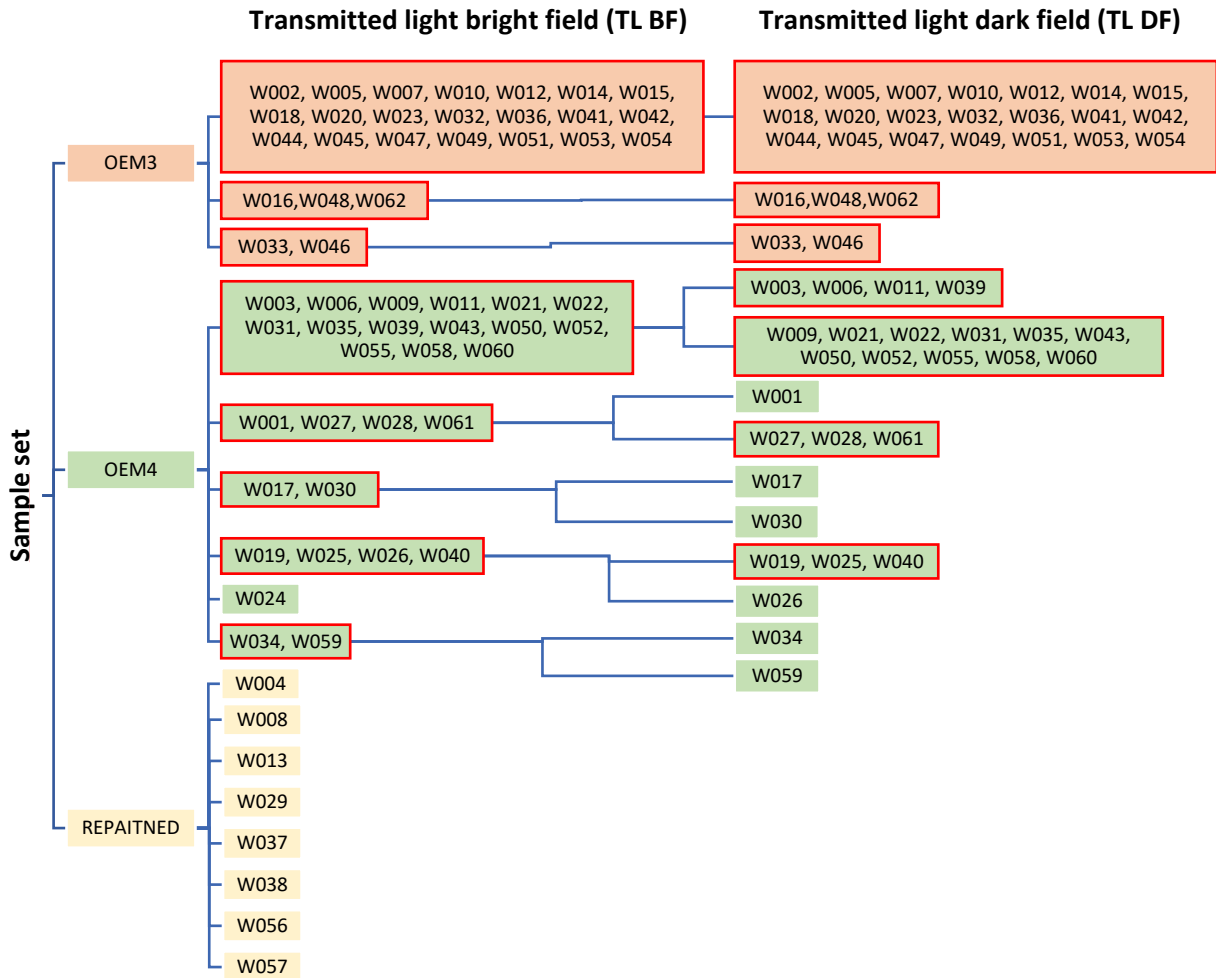 Transmitted light bright field (TL BF)
Transmitted light dark field (TL DF)
Sample set
OEM3
W002, W005, W007, W010, W012, W014, W015,
W018, W020, W023, W032, W036, W041, W042,
W044, W045, W047, W049, W051, W053, W054
W002, W005, W007, W010, W012, W014, W015,
W018, W020, W023, W032, W036, W041, W042,
W044, W045, W047, W049, W051, W053, W054
W016,W048,W062
W016,W048,W062
W033, W046
W033, W046
OEM4
W003, W006, W009, W011, W021, W022,
W031, W035, W039, W043, W050, W052,
W055, W058, W060
W003, W006, W011, W039
W009, W021, W022, W031, W035, W043,
W050, W052, W055, W058, W060
W001, W027, W028, W061
W001
W027, W028, W061
W017, W030
W017
W030
W019, W025, W026, W040
W019, W025, W040
W026
W024
W034, W059
W034
W059
REPAITNED
W004
W008
W013
W029
W037
W038
W056
W057